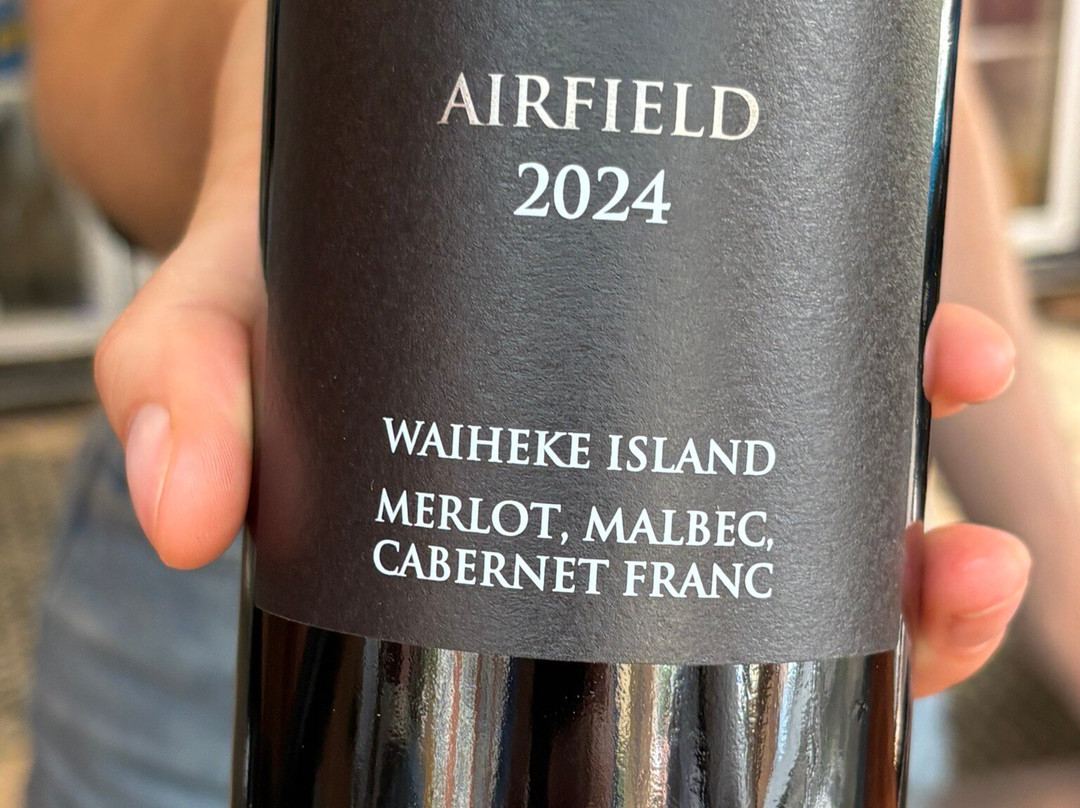 AIRFIELD
2024
WAIHEKE ISLAND
MERLOT, MALBEC,
CABERNET FRANC